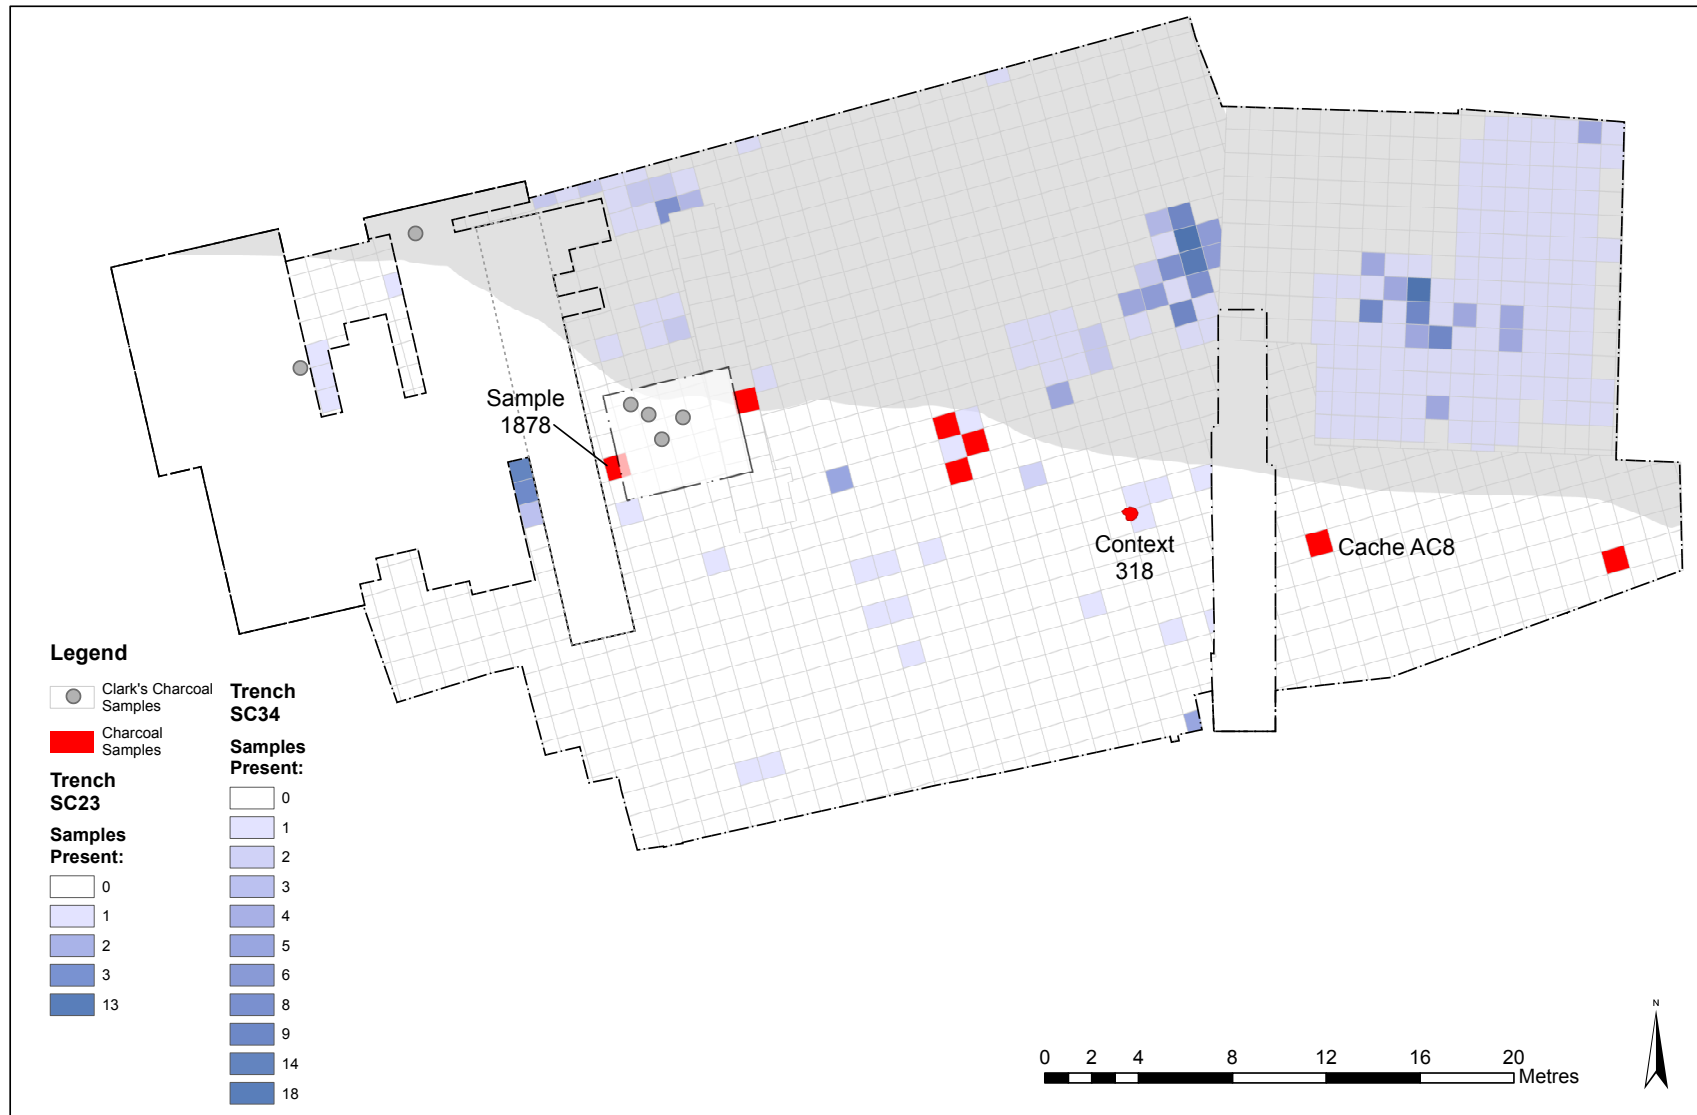 Sample
1878
Context
318
Cache AC8
Legend
Clark's Charcoal
Samples
Charcoal
Samples
Trench
SC23
Samples
Present:
0
1
2
3
13
Trench
SC34
Samples
Present:
0
1
2
3
4
5
6
8
9
14
18
0 2 4 8 12 16 20
Metres
N